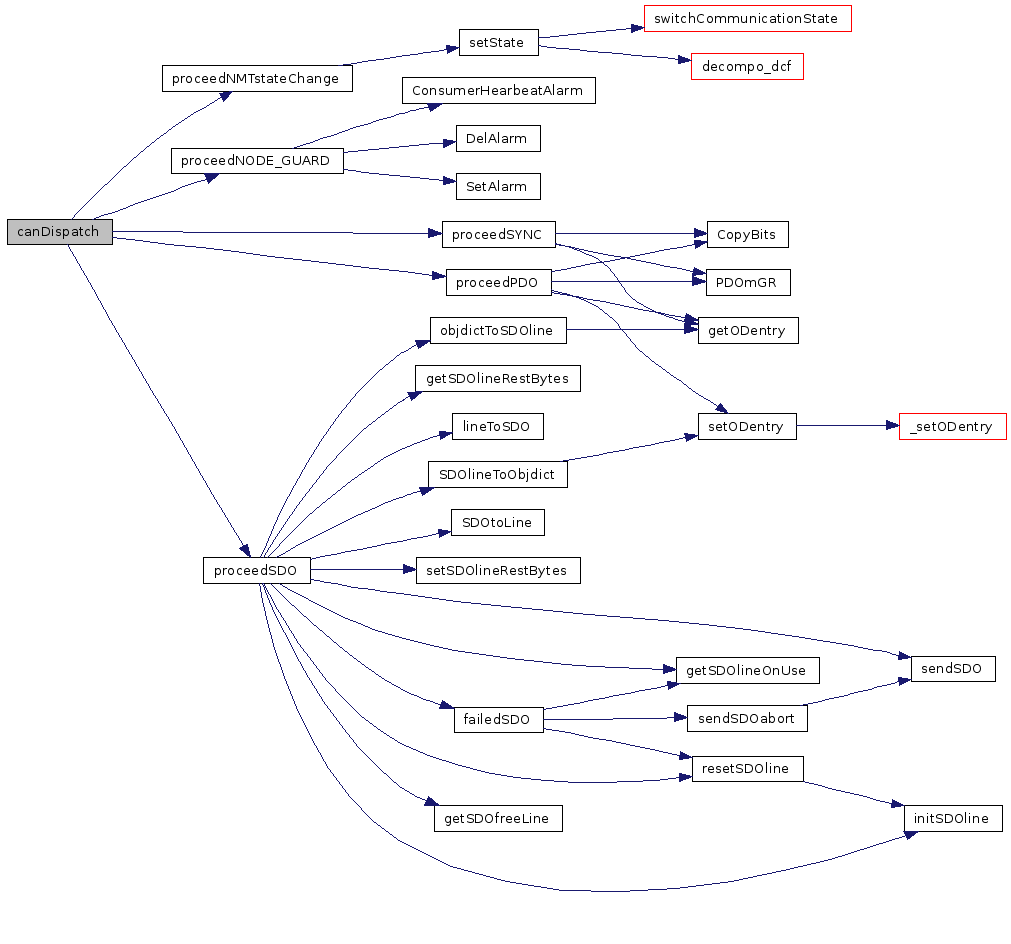 switchCommunicationState
setState
decompo_dcf
proceedNMTstateChange
ConsumerHearbeatAlarm
DelAlarm
proceedNODE_GUARD
SetAlarm
canDispatch
proceedSYNC
CopyBits
proceedPDO
PDOmGR
objdictToSDOline
getODentry
getSDOlineRestBytes
lineToSDO
setODentry
_setODentry
SDOlineToObjdict
SDOtoLine
proceedSDO
setSDOlineRestBytes
getSDOlineOnUse
sendSDO
failedSDO
sendSDOabort
resetSDOline
getSDOfreeLine
initSDOline